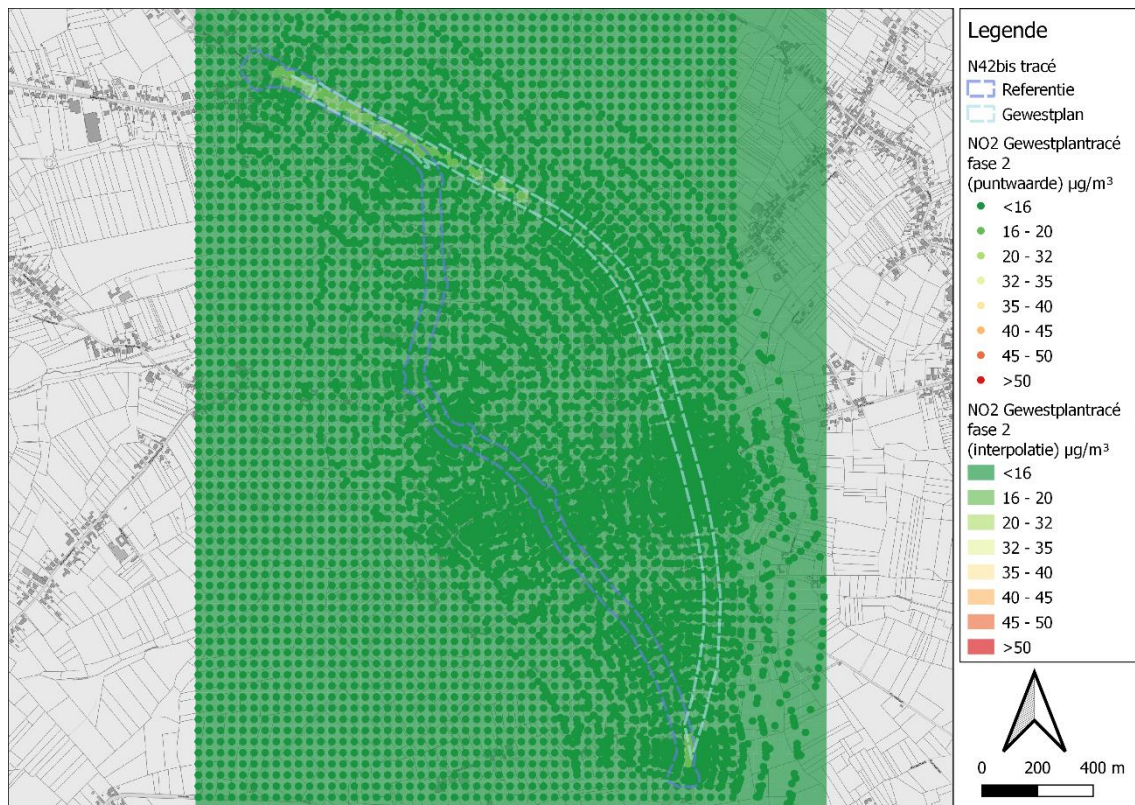 Legende
N42bis tracé
Referentie
Gewestplan
NO2 Gewestplantracé
fase 2
(puntwaarde) µg/m³
<16
16 - 20
20 - 32
32 - 35
35 - 40
40 - 45
45 - 50
>50
NO2 Gewestplantracé
fase 2
(interpolatie) µg/m³
<16
16 - 20
20 - 32
32 - 35
35 - 40
40 - 45
45 - 50
>50
0 200 400 m